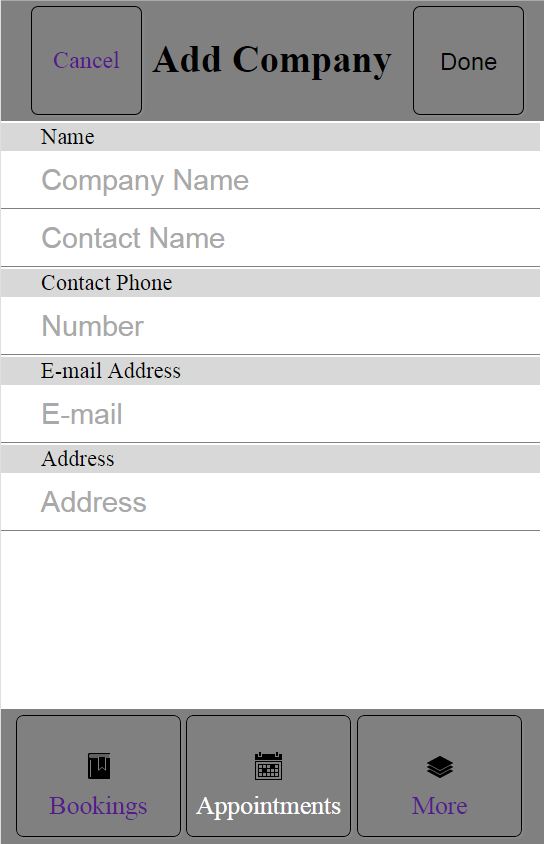 Cancel Add Company Done
Name
Company Name
Contact Name
Contact Phone
Number
E-mail Address
E-mail
Address
Address
Bookings Appointments More